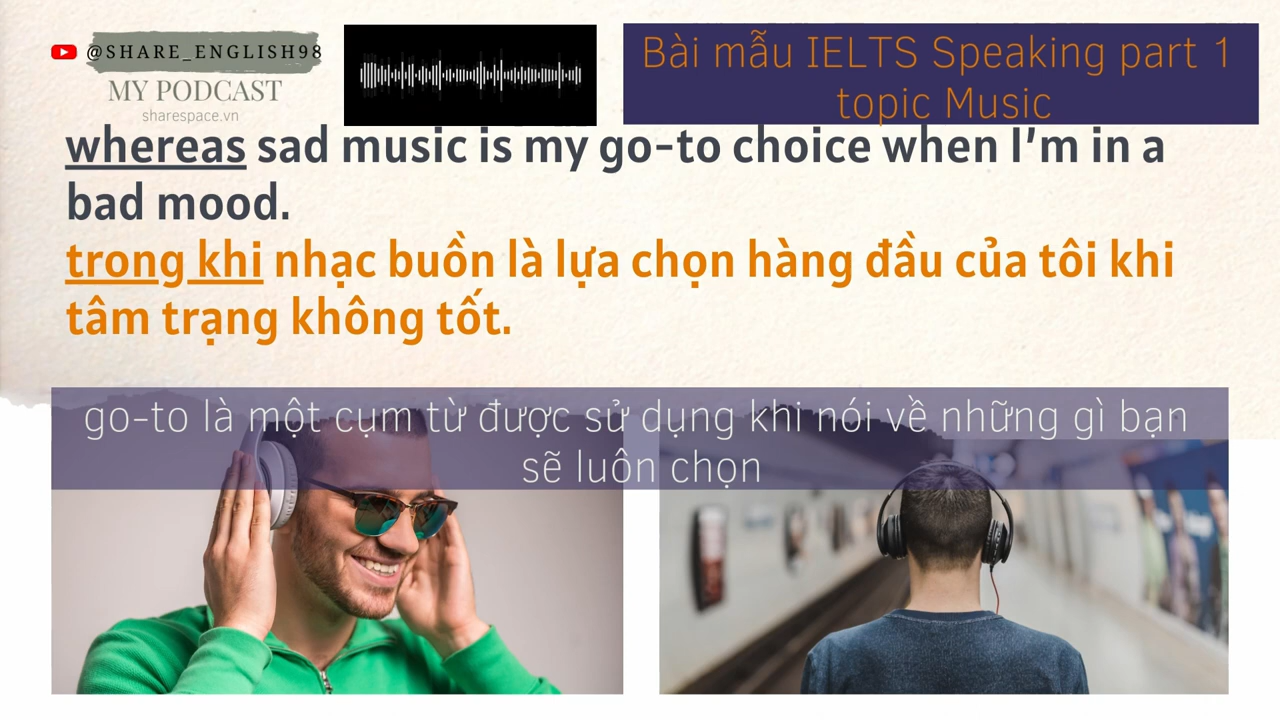 @SHARE_ENGLISH98
MY PODCAST
sharespace.vn
Bài mẫu IELTS Speaking part 1
topic Music
whereas sad music is my go-to choice when I'm in a
bad mood.
trong khi nhạc buồn là lựa chọn hàng đầu của tôi khi
tâm trạng không tốt.
go-to là một cụm từ được sử dụng khi nói về những gì bạn
sẽ luôn chọn